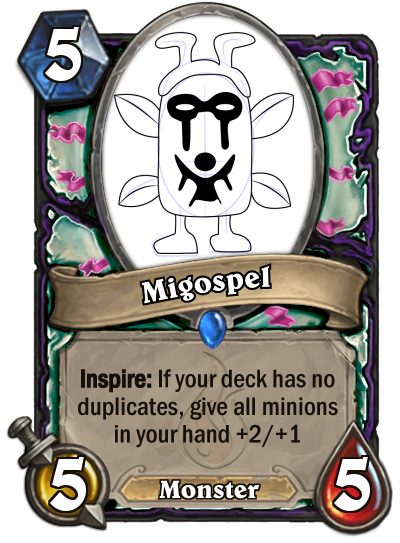 5
Migospel
Inspire: If your deck has no
duplicates, give all minions
in your hand +2/+1
5
Monster
5